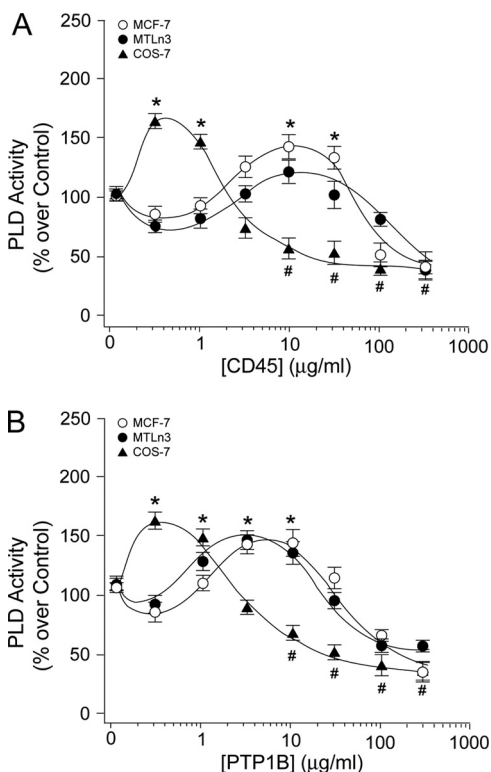 A
MCF-7
MTLn3
COS-7
250
200
150
100
50
0
PLD Activity
(% over Control)
* * * *
# # # #
0 1 10 100 1000
[CD45] (μg/ml)
B
MCF-7
MTLn3
COS-7
250
200
150
100
50
0
PLD Activity
(% over Control)
* * * *
# # # #
0 1 10 100 1000
[PTP1B] (μg/ml)